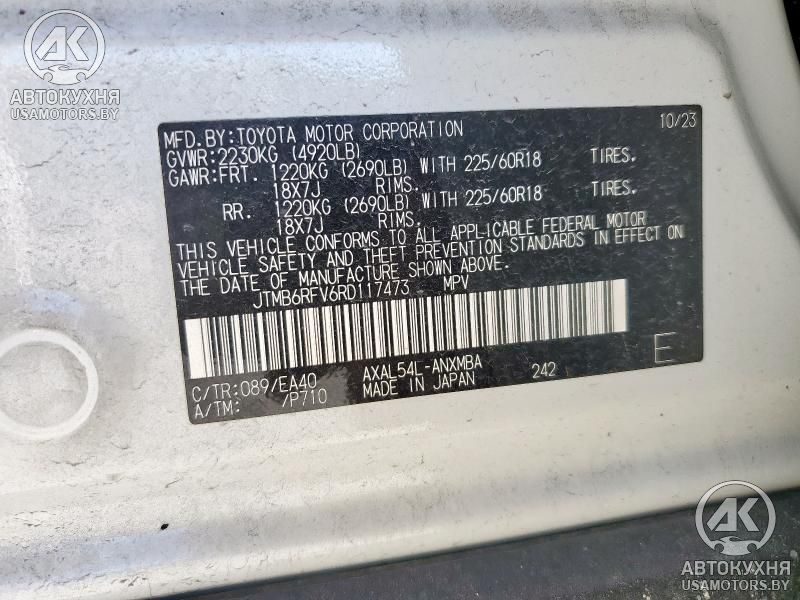 AK
АВТОКУХНЯ
USAMOTORS.BY
MFD.BY:TOYOTA MOTOR CORPORATION 10/23
GVWR:2230KG (4920LB)
GAWR:FRT. 1220KG (2690LB) WITH 225/60R18 TIRES.
18X7J RIMS.
RR. 1220KG (2690LB) WITH 225/60R18 TIRES.
18X7J RIMS.
THIS VEHICLE CONFORMS TO ALL APPLICABLE FEDERAL MOTOR
VEHICLE SAFETY AND THEFT PREVENTION STANDARDS IN EFFECT ON
THE DATE OF MANUFACTURE SHOWN ABOVE.
JTMB6RFV6RD117473 MPV
C/TR:089/EA40 AXAL54L-ANXMBA 242 E
A/TM: /P710 MADE IN JAPAN
AK
АВТОКУХНЯ
USAMOTORS.BY